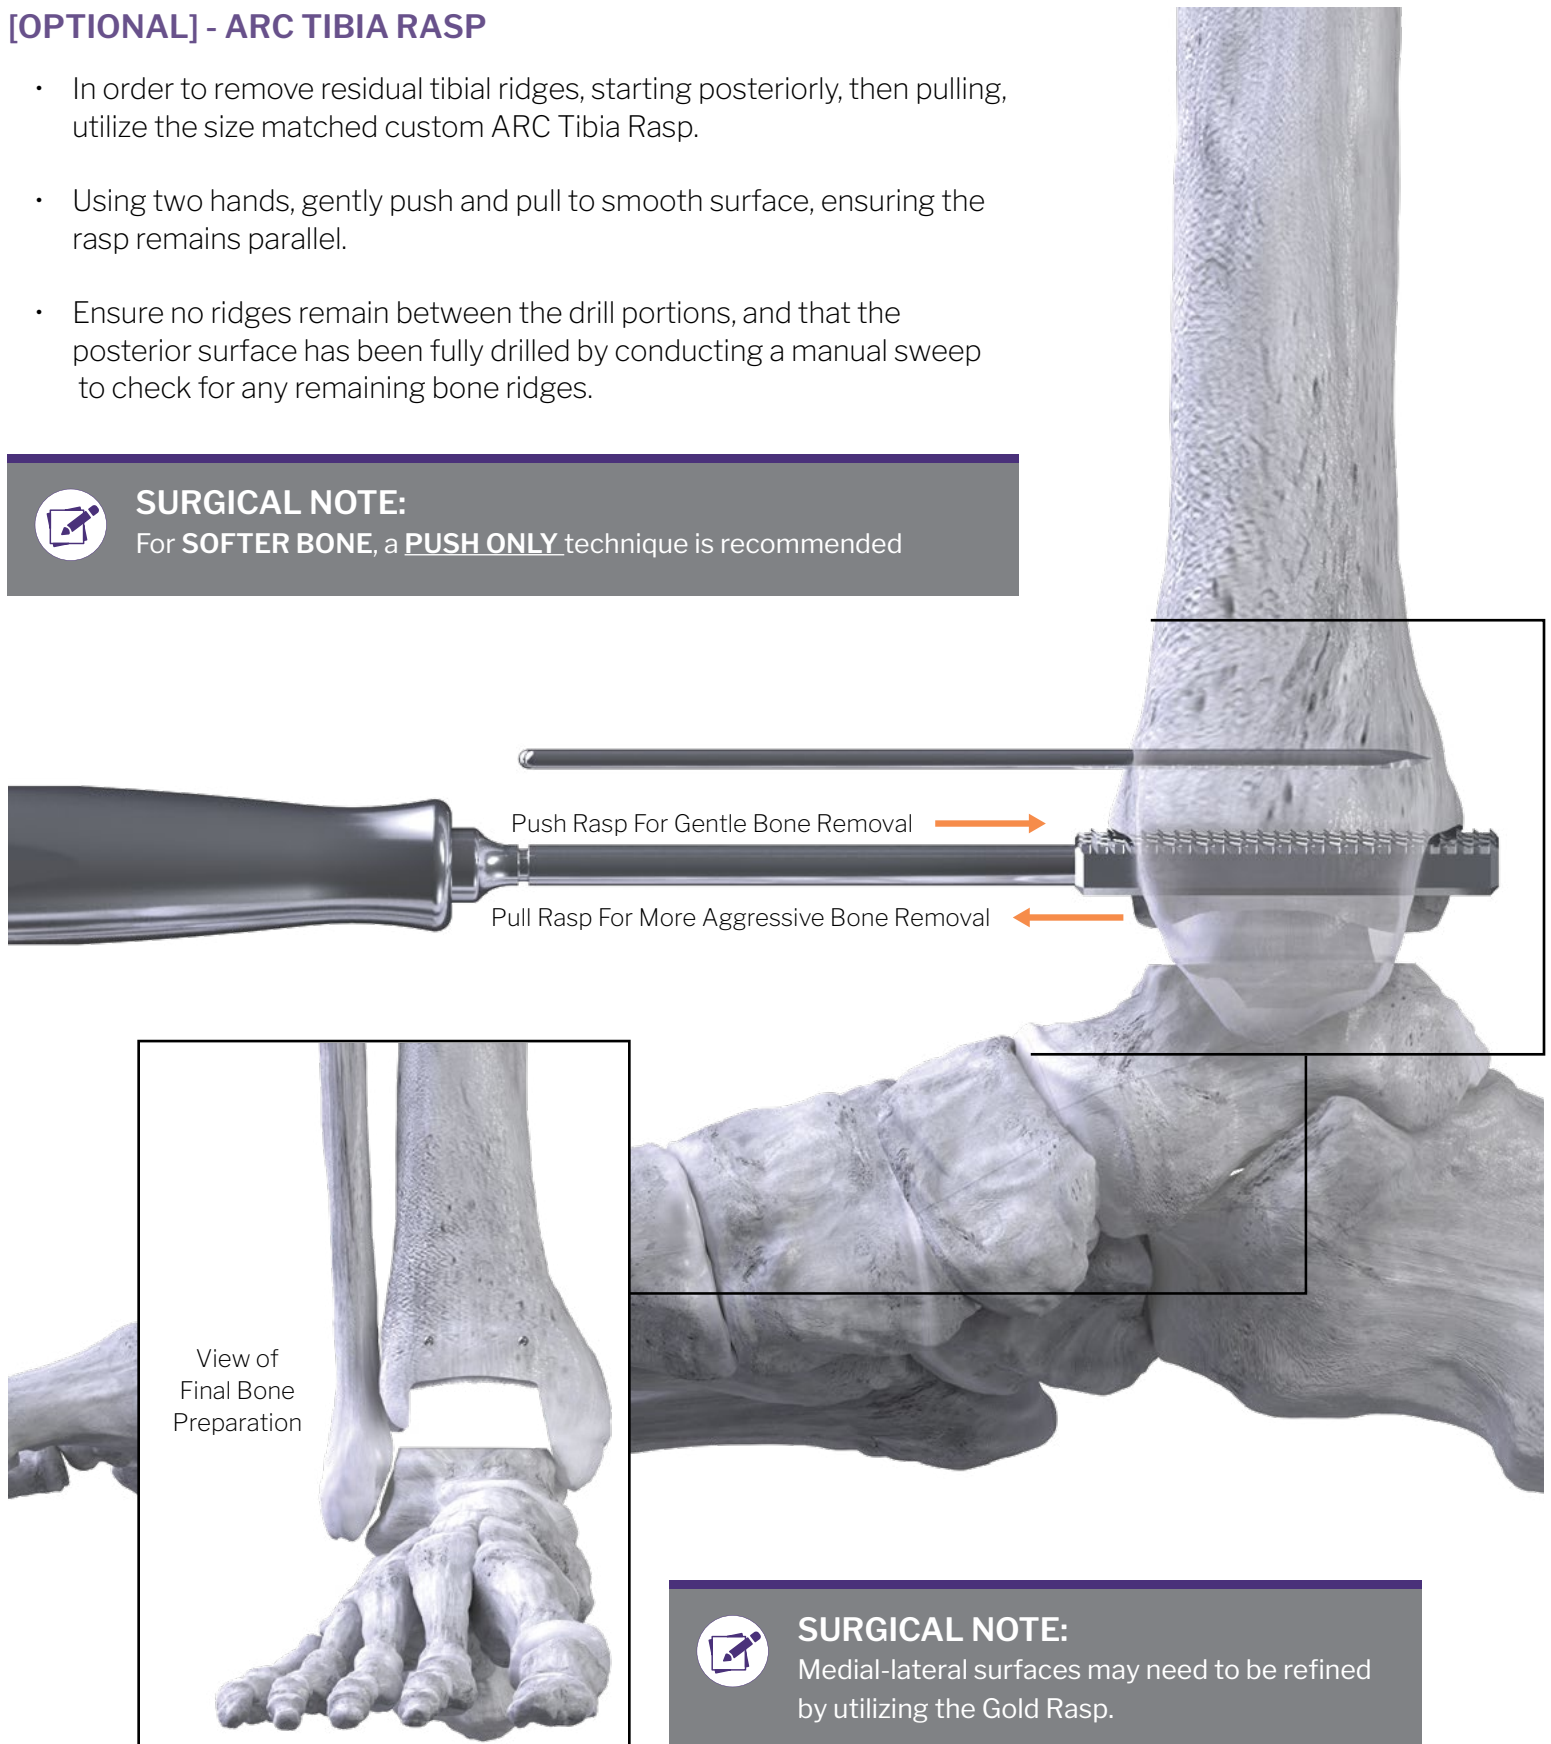 [OPTIONAL] - ARC TIBIA RASP
• In order to remove residual tibial ridges, starting posteriorly, then pulling,
utilize the size matched custom ARC Tibia Rasp.
• Using two hands, gently push and pull to smooth surface, ensuring the
rasp remains parallel.
• Ensure no ridges remain between the drill portions, and that the
posterior surface has been fully drilled by conducting a manual sweep
to check for any remaining bone ridges.
SURGICAL NOTE:
For SOFTER BONE, a PUSH ONLY technique is recommended
Push Rasp For Gentle Bone Removal
Pull Rasp For More Aggressive Bone Removal
View of
Final Bone
Preparation
SURGICAL NOTE:
Medial-lateral surfaces may need to be refined
by utilizing the Gold Rasp.